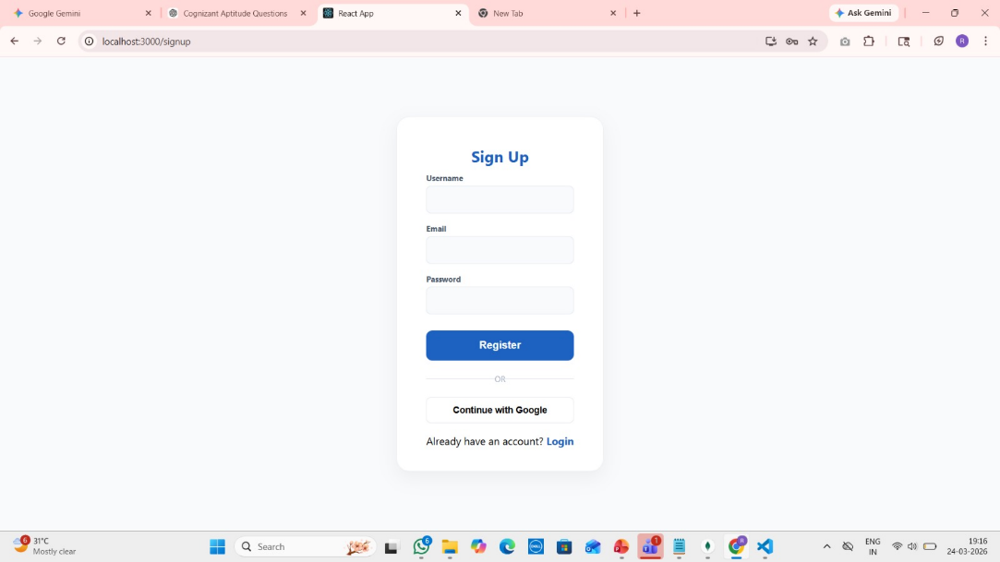 Google Gemini
Cognizant Aptitude Questions
React App
New Tab
Ask Gemini
localhost:3000/signup
R
Sign Up
Username
Email
Password
Register
OR
Continue with Google
Already have an account? Login
6
31°C
Mostly clear
Search
6
DELL
1
R
ENG
IN
19:16
24-03-2026